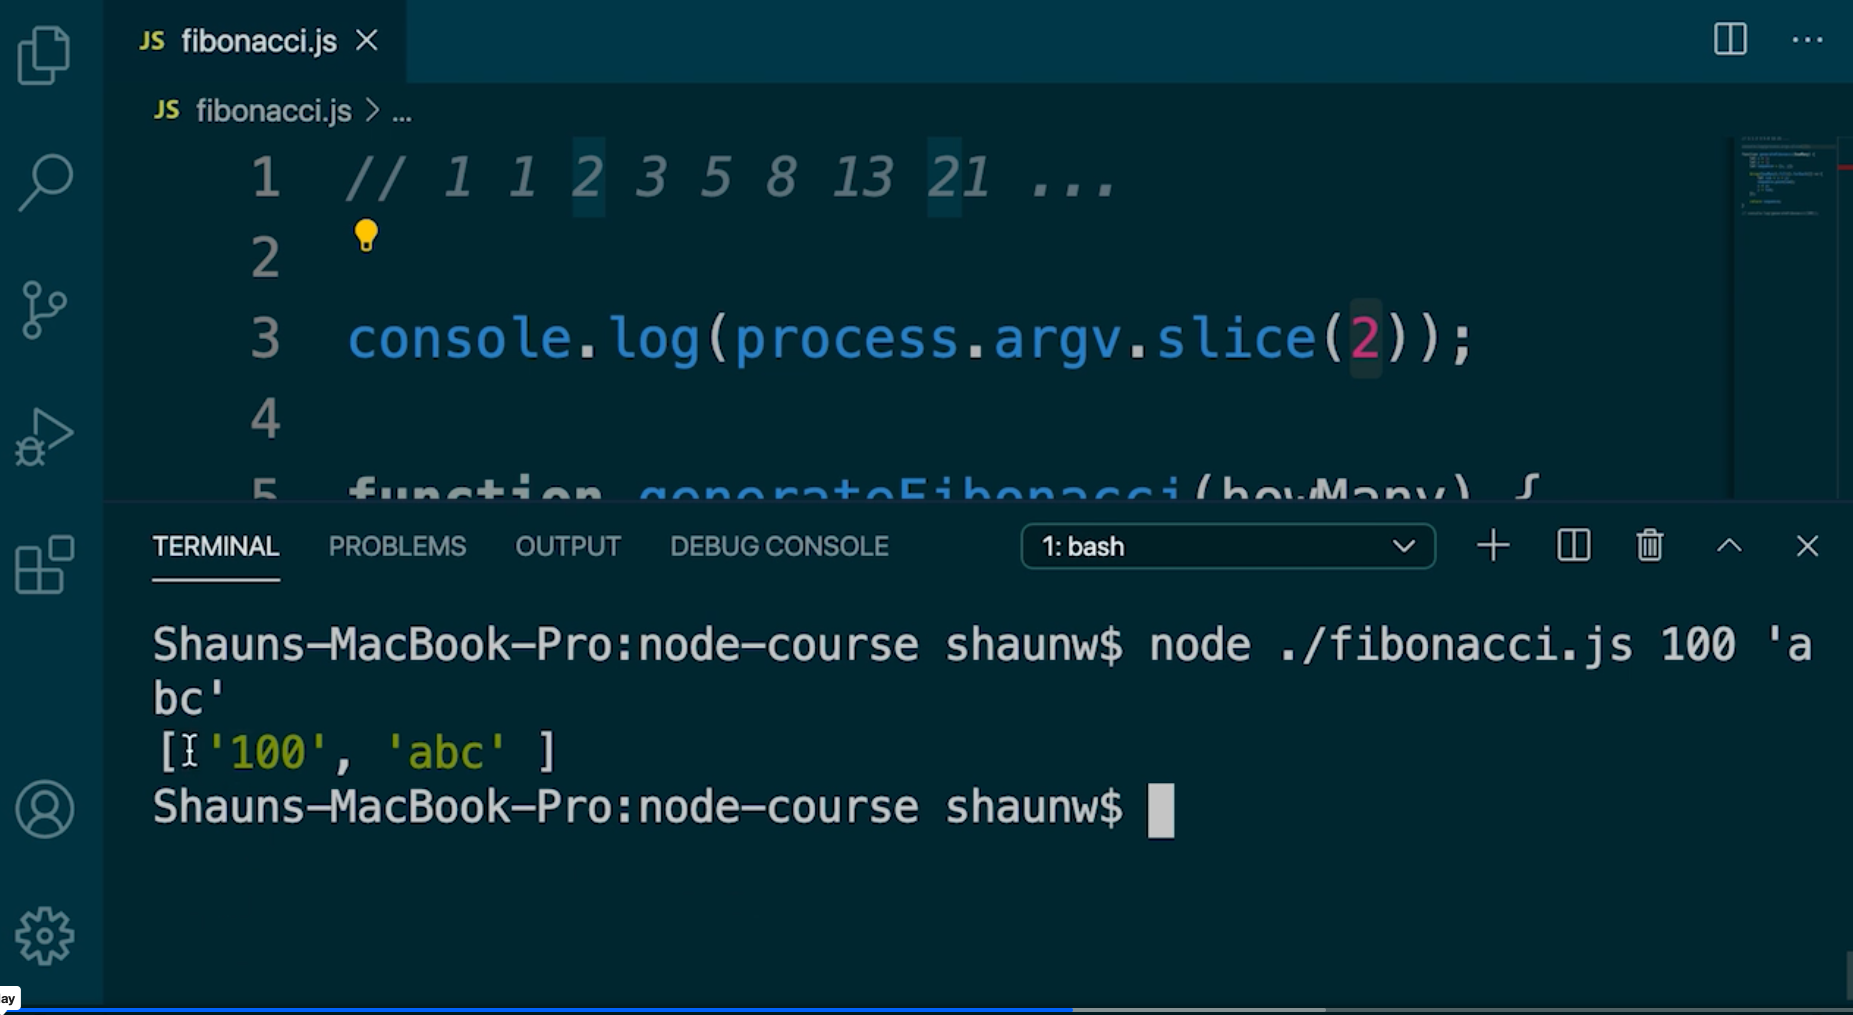 JS fibonacci.js
JS fibonacci.js > ...
1 // 1 1 2 3 5 8 13 21 ...
2
3 console.log(process.argv.slice(2));
4
5 function generateFibonacci(howMany) {
TERMINAL PROBLEMS OUTPUT DEBUG CONSOLE 1: bash
Shauns-MacBook-Pro:node-course shaunw$ node ./fibonacci.js 100 'a
bc'
[ '100', 'abc' ]
Shauns-MacBook-Pro:node-course shaunw$
ay